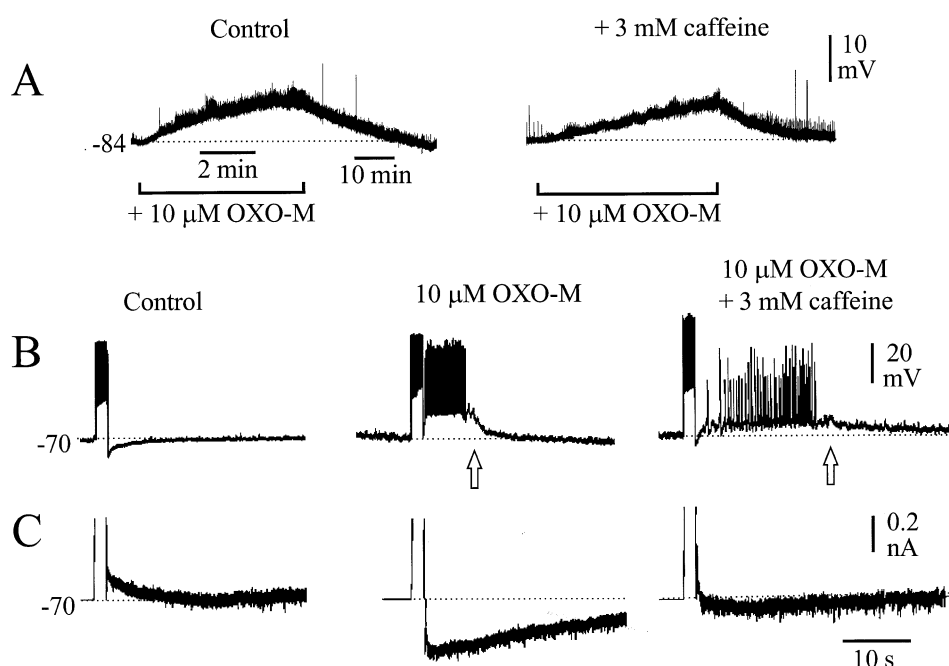 Control
+ 3 mM caffeine
10
mV
A
-84
2 min
10 min
+ 10 μM OXO-M
+ 10 μM OXO-M
Control
10 μM OXO-M
10 μM OXO-M
+ 3 mM caffeine
B
20
mV
-70
C
0.2
nA
-70
10 s